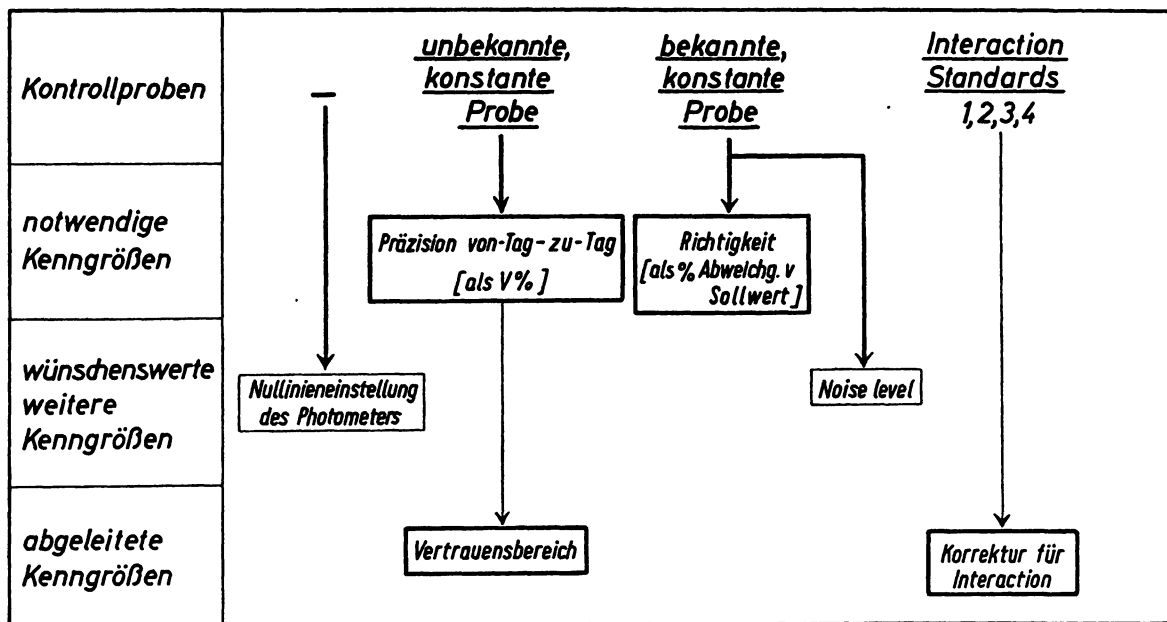 Kontrollproben
–
unbekannte,
konstante
Probe
bekannte,
konstante
Probe
Interaction
Standards
1,2,3,4
notwendige
Kenngrößen
Präzision von-Tag-zu-Tag
[als V%]
Richtigkeit
[als % Abweichg. v
Sollwert]
wünschenswerte
weitere
Kenngrößen
Nullinieneinstellung
des Photometers
Noise level
abgeleitete
Kenngrößen
Vertrauensbereich
Korrektur für
Interaction